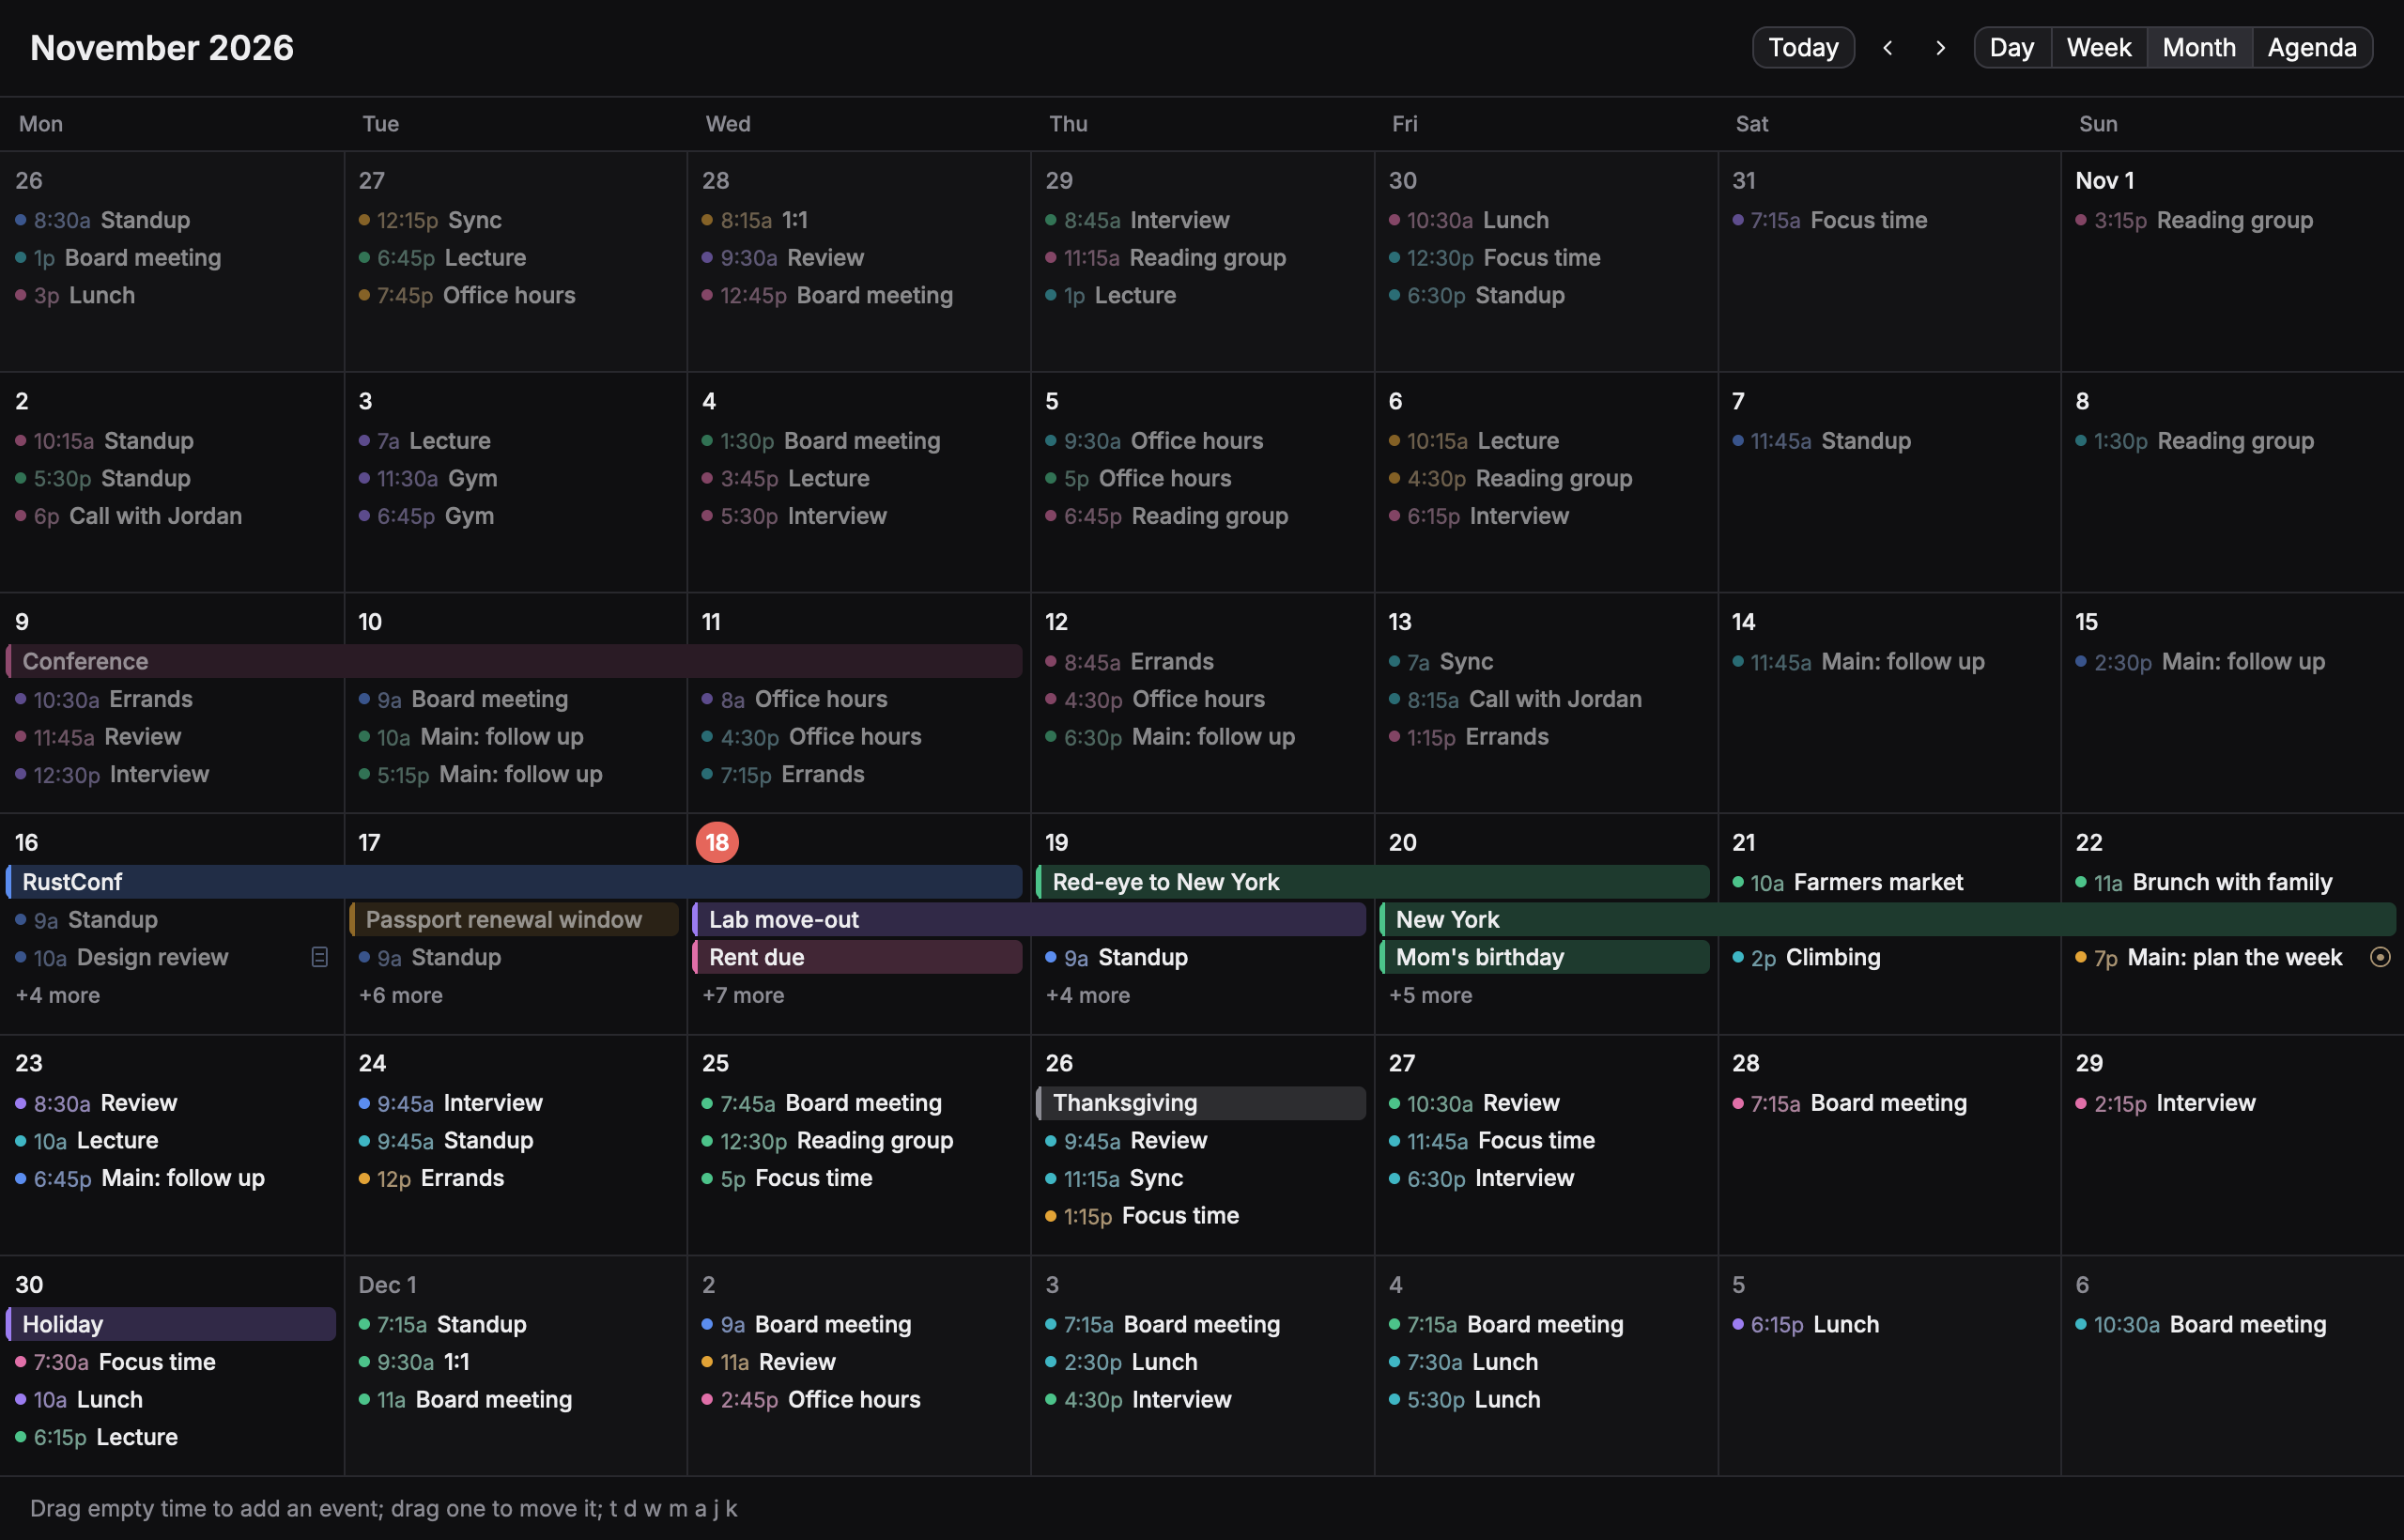 November 2026
Today Day Week Month Agenda
Mon Tue Wed Thu Fri Sat Sun
26
8:30a Standup
1p Board meeting
3p Lunch
27
12:15p Sync
6:45p Lecture
7:45p Office hours
28
8:15a 1:1
9:30a Review
12:45p Board meeting
29
8:45a Interview
11:15a Reading group
1p Lecture
30
10:30a Lunch
12:30p Focus time
6:30p Standup
31
7:15a Focus time
Nov 1
3:15p Reading group
2
10:15a Standup
5:30p Standup
6p Call with Jordan
3
7a Lecture
11:30a Gym
6:45p Gym
4
1:30p Board meeting
3:45p Lecture
5:30p Interview
5
9:30a Office hours
5p Office hours
6:45p Reading group
6
10:15a Lecture
4:30p Reading group
6:15p Interview
7
11:45a Standup
8
1:30p Reading group
9
Conference
10:30a Errands
11:45a Review
12:30p Interview
10
9a Board meeting
10a Main: follow up
5:15p Main: follow up
11
8a Office hours
4:30p Office hours
7:15p Errands
12
8:45a Errands
4:30p Office hours
6:30p Main: follow up
13
7a Sync
8:15a Call with Jordan
1:15p Errands
14
11:45a Main: follow up
15
2:30p Main: follow up
16
RustConf
9a Standup
10a Design review
+4 more
17
Passport renewal window
9a Standup
+6 more
18
Lab move-out
Rent due
+7 more
19
Red-eye to New York
9a Standup
+4 more
20
New York
Mom's birthday
+5 more
21
10a Farmers market
2p Climbing
22
11a Brunch with family
7p Main: plan the week
23
8:30a Review
10a Lecture
6:45p Main: follow up
24
9:45a Interview
9:45a Standup
12p Errands
25
7:45a Board meeting
12:30p Reading group
5p Focus time
26
Thanksgiving
9:45a Review
11:15a Sync
1:15p Focus time
27
10:30a Review
11:45a Focus time
6:30p Interview
28
7:15a Board meeting
29
2:15p Interview
30
Holiday
7:30a Focus time
10a Lunch
6:15p Lecture
Dec 1
7:15a Standup
9:30a 1:1
11a Board meeting
2
9a Board meeting
11a Review
2:45p Office hours
3
7:15a Board meeting
2:30p Lunch
4:30p Interview
4
7:15a Board meeting
7:30a Lunch
5:30p Lunch
5
6:15p Lunch
6
10:30a Board meeting
Drag empty time to add an event; drag one to move it; t d w m a j k